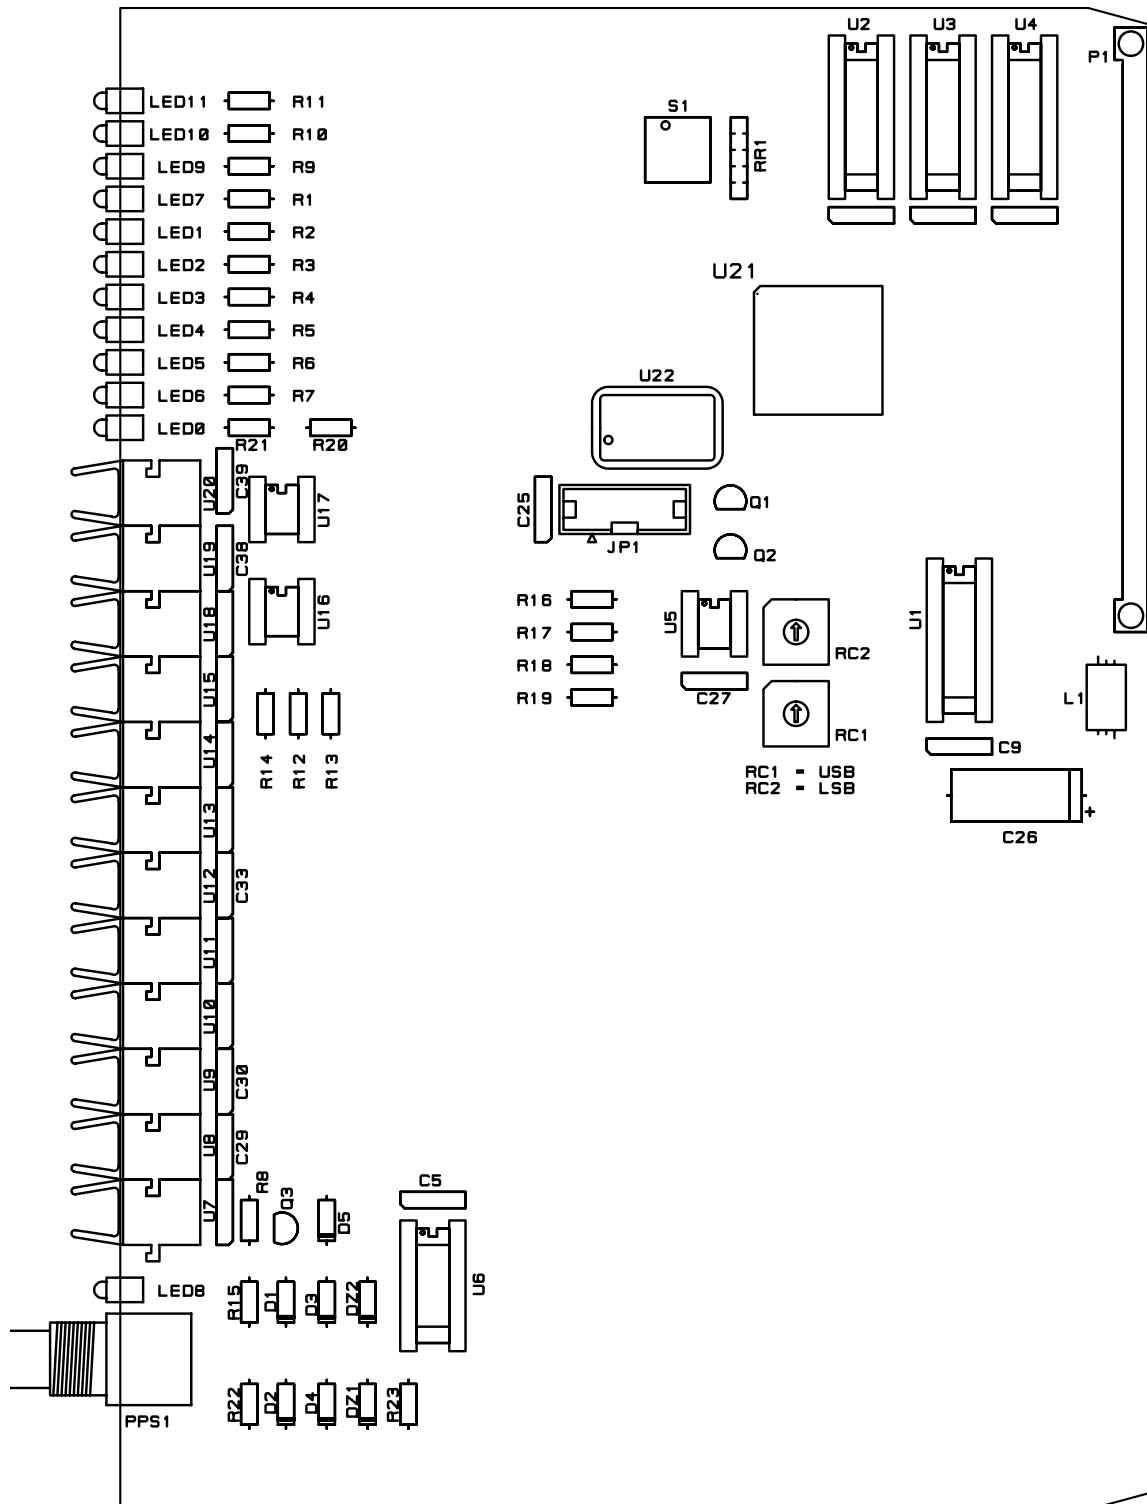 U2 U3 U4
P1
LED11 R11
S1
RR1
LED10 R10
LED9 R9
LED7 R1
LED1 R2
LED2 R3
U21
LED3 R4
LED4 R5
LED5 R6
U22
LED6 R7
LED0 R21 R20
U20 C39 U17
C25 JP1 Q1
Q2
U19 C38
U18 U16
R16 U5 U1
R17 RC2
R18
R19 C27
U15
L1
RC1
U14 R14 R12 R13
C9
RC1 = USB
RC2 = LSB
U13
C26 +
U12 C33
U11
U10
U9 C30
U8 C29
U7 R8 Q3 D5 C5
LED8 R15 D1 D3 DZ2 U6
R22 D2 D4 DZ1 R23
PPS1